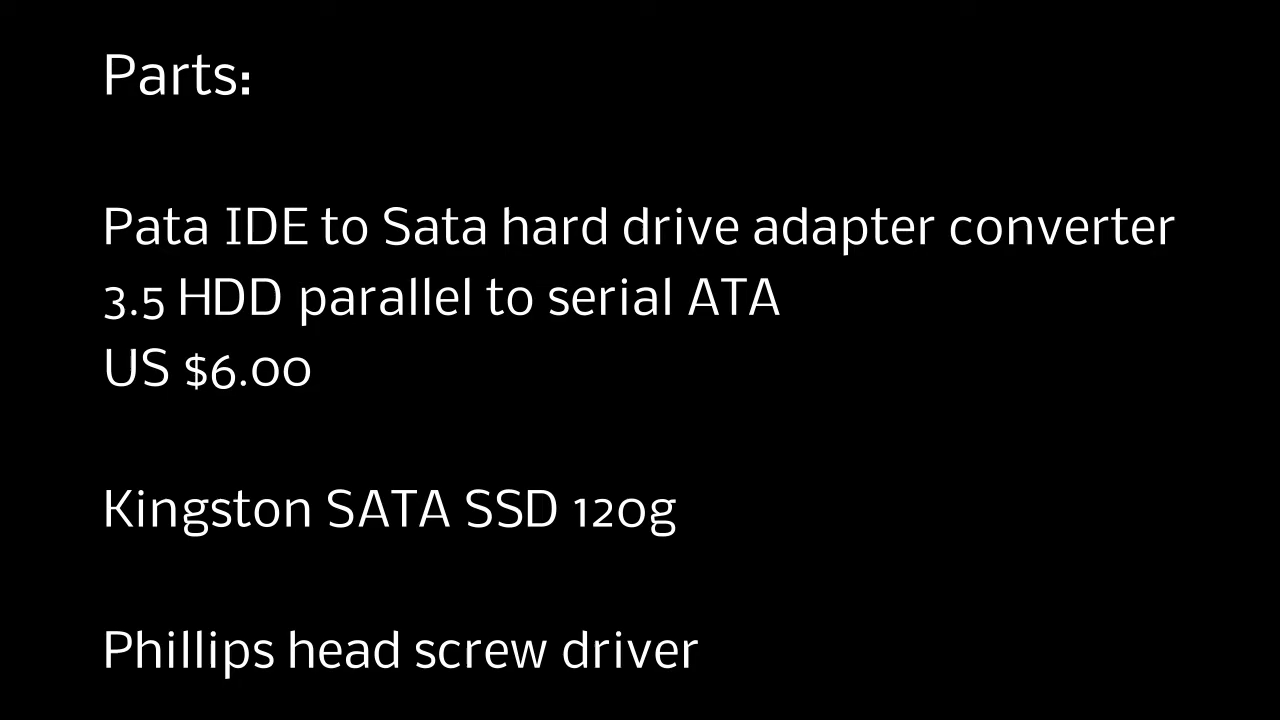 Parts:
Pata IDE to Sata hard drive adapter converter
3.5 HDD parallel to serial ATA
US $6.00
Kingston SATA SSD 120g
Phillips head screw driver